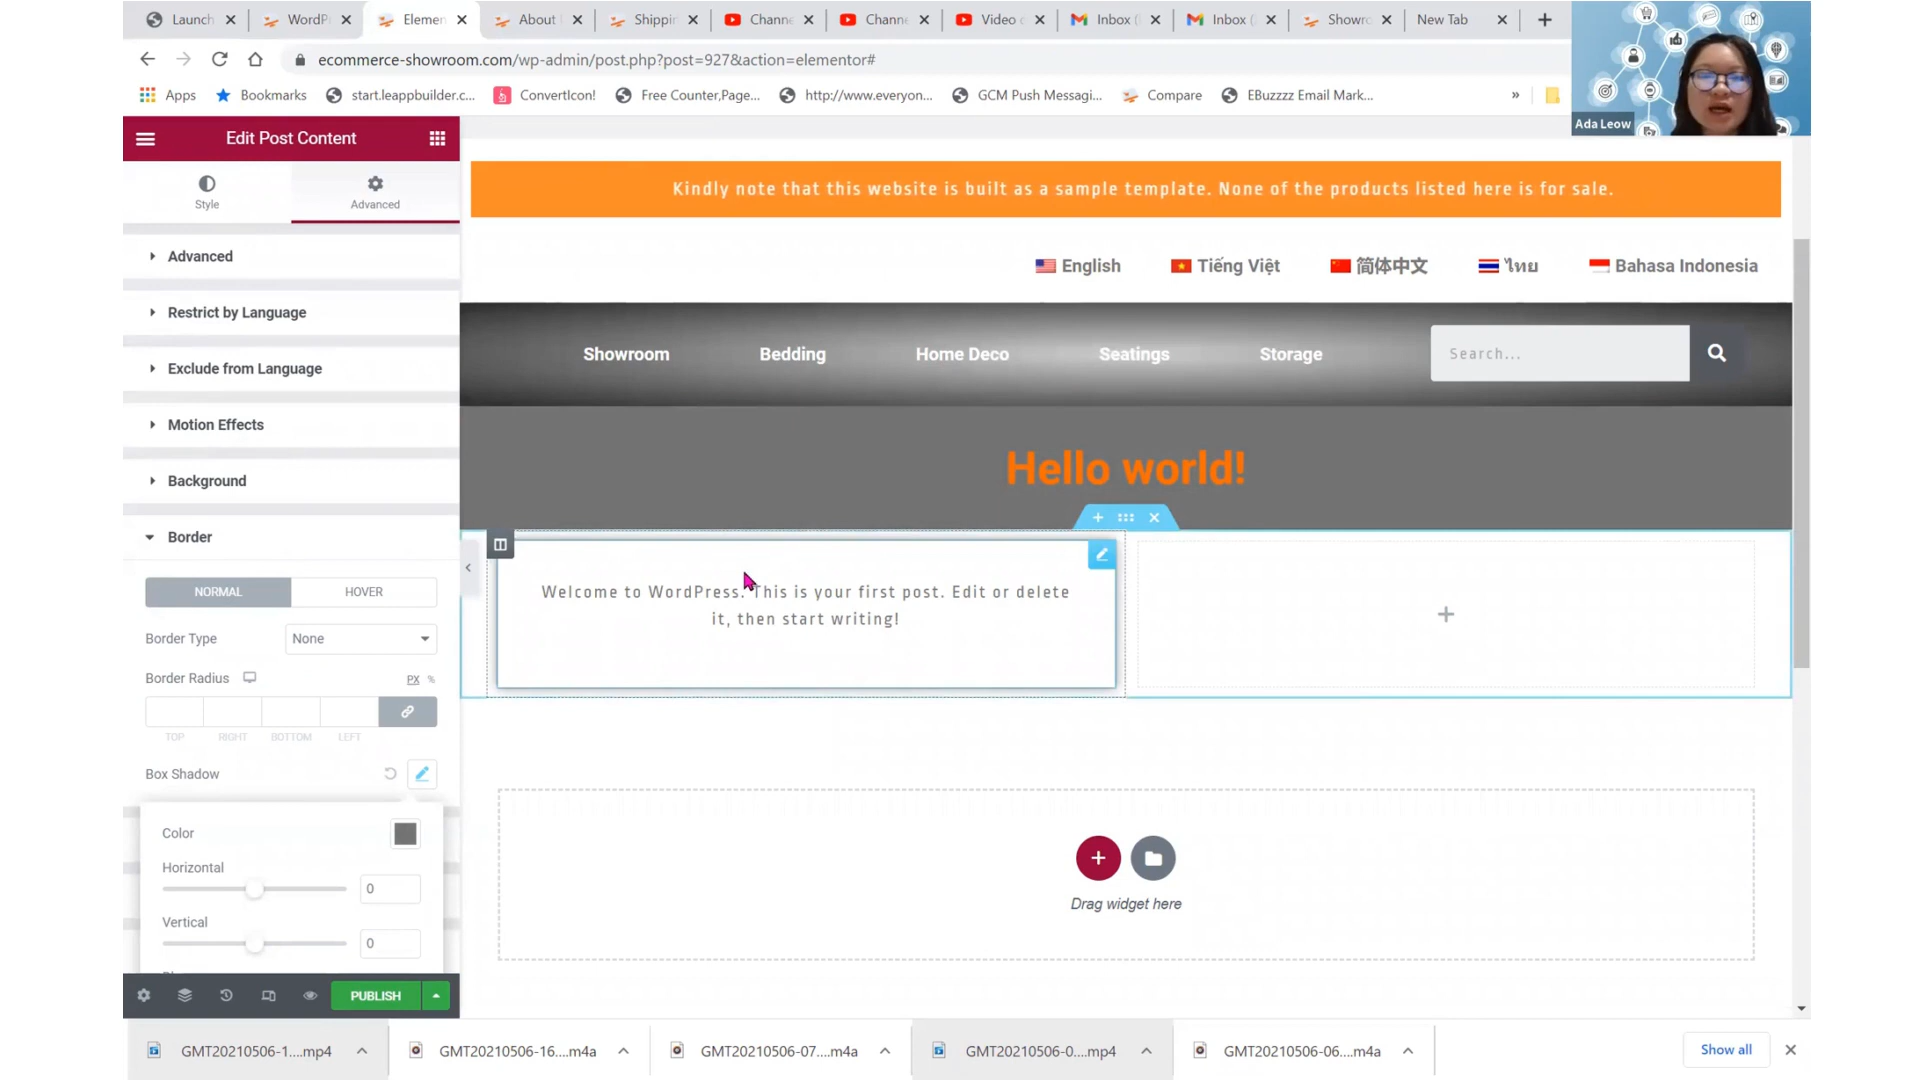 Launch
WordP
Elemen
About
Shippi
Channe
Channe
Video
Inbox (
Inbox (
Showro
New Tab
ecommerce-showroom.com/wp-admin/post.php?post=927&action=elementor#
Apps
Bookmarks
start.leappbuilder.c...
ConvertIcon!
Free Counter,Page...
http://www.everyon...
GCM Push Messagi...
Compare
EBuzzzz Email Mark...
»
Ada Leow
Edit Post Content
Style
Advanced
Advanced
Restrict by Language
Exclude from Language
Motion Effects
Background
Border
NORMAL
HOVER
Border Type
None
Border Radius
PX %
TOP RIGHT BOTTOM LEFT
Box Shadow
Color
Horizontal
0
Vertical
0
PUBLISH
Kindly note that this website is built as a sample template. None of the products listed here is for sale.
English
Tiếng Việt
简体中文
ไทย
Bahasa Indonesia
Showroom
Bedding
Home Deco
Seatings
Storage
Search...
Hello world!
Welcome to WordPress. This is your first post. Edit or delete
it, then start writing!
Drag widget here
GMT20210506-1....mp4
GMT20210506-16....m4a
GMT20210506-07....m4a
GMT20210506-0....mp4
GMT20210506-06....m4a
Show all